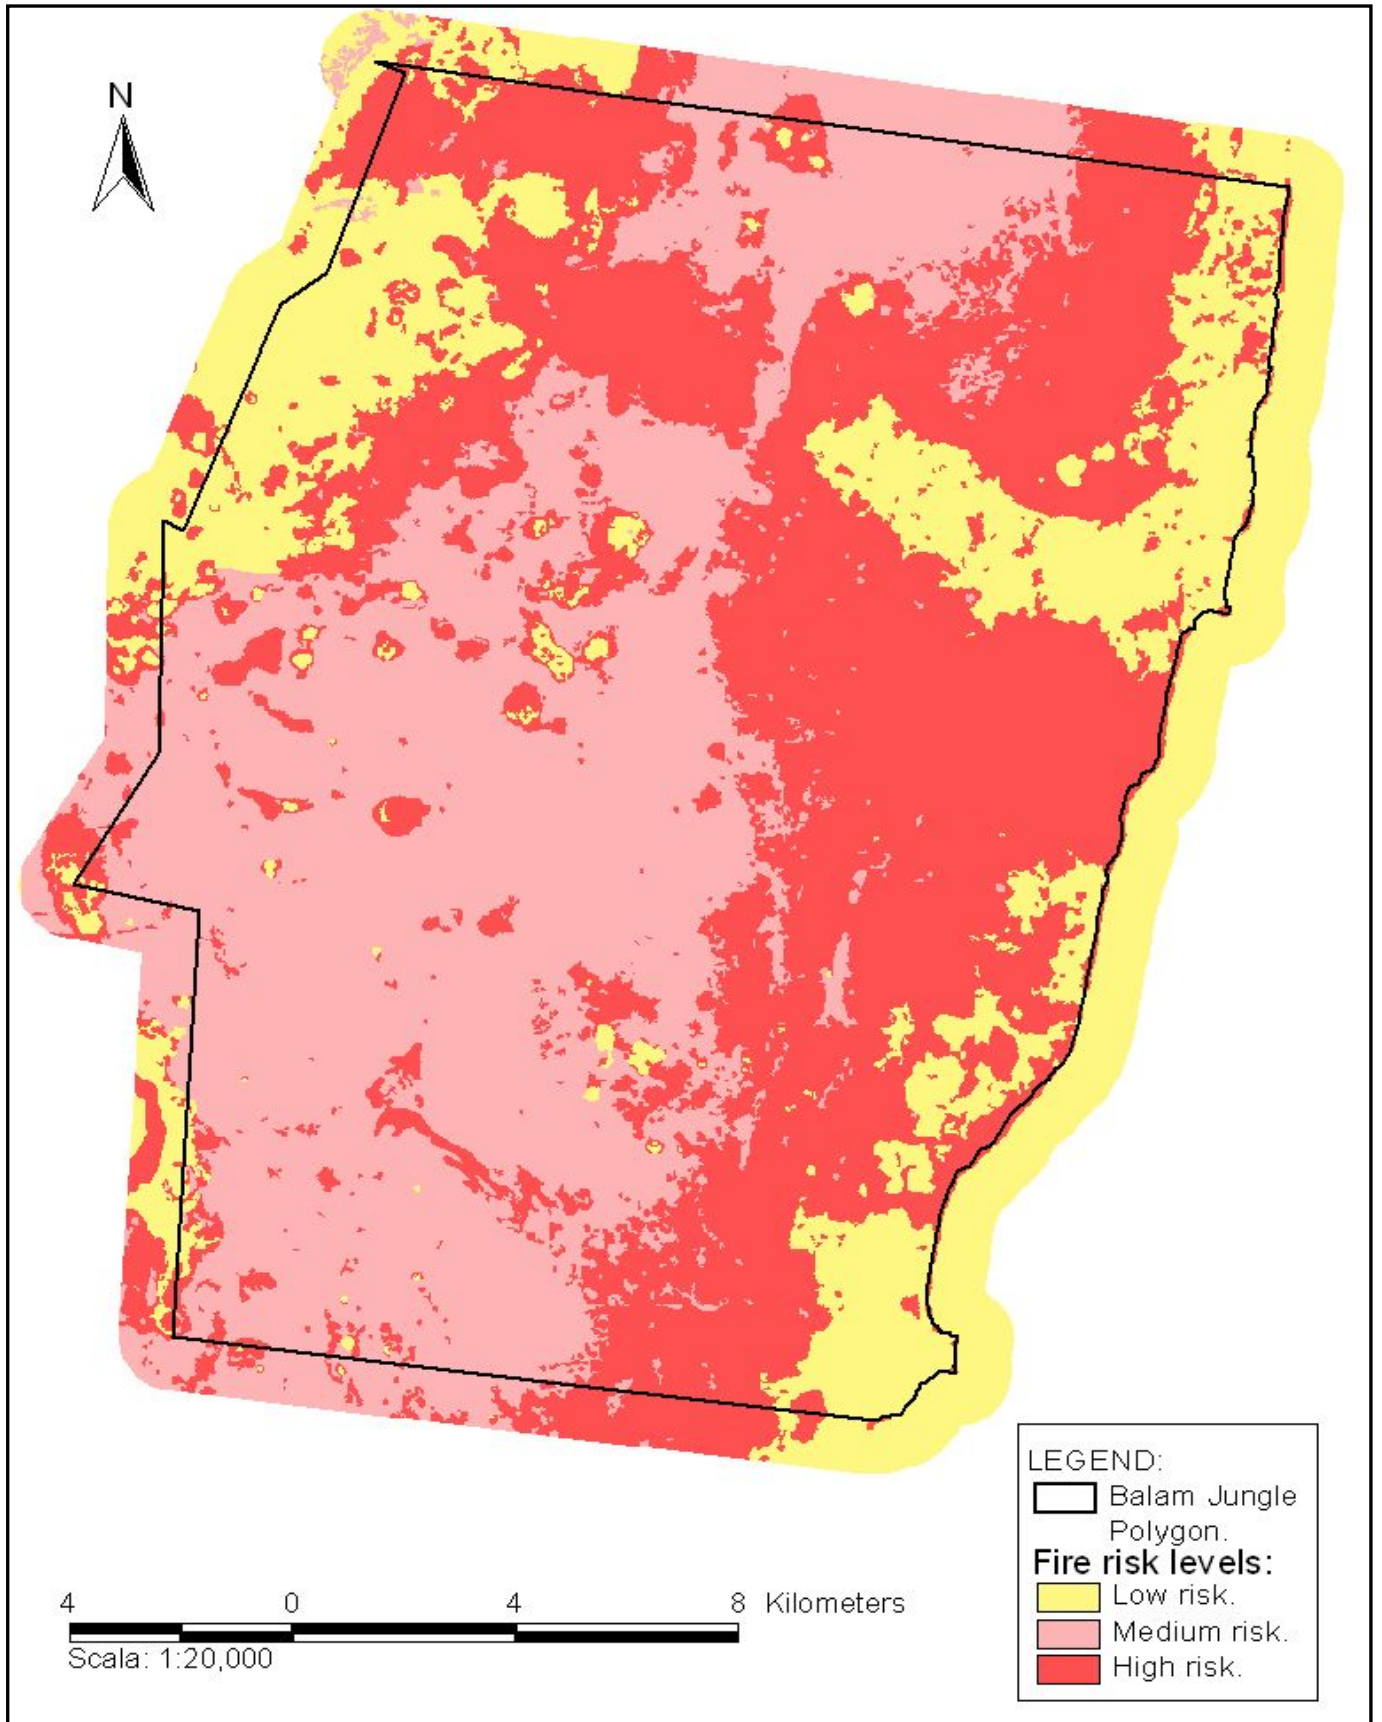 N
LEGEND:
Balam Jungle
Polygon.
Fire risk levels:
Low risk.
Medium risk.
High risk.
4 0 4 8 Kilometers
Scala: 1:20,000